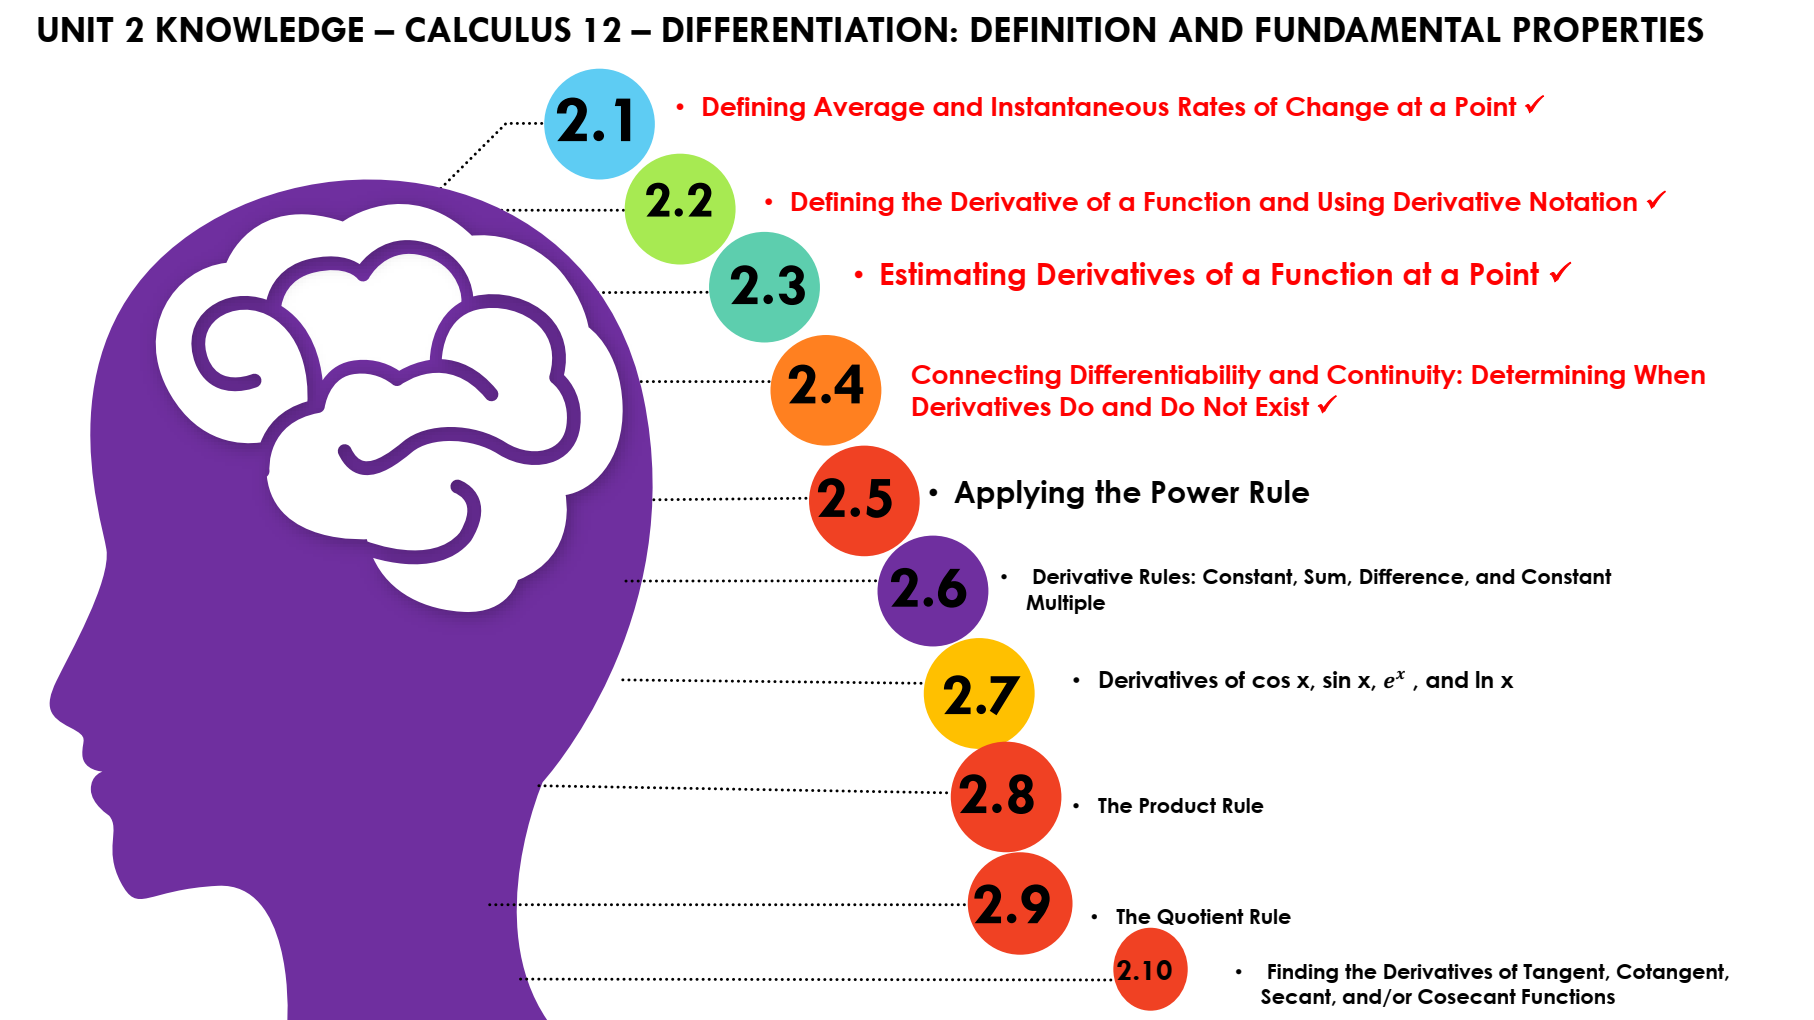 UNIT 2 KNOWLEDGE – CALCULUS 12 – DIFFERENTIATION: DEFINITION AND FUNDAMENTAL PROPERTIES
2.1
• Defining Average and Instantaneous Rates of Change at a Point ✓
2.2
• Defining the Derivative of a Function and Using Derivative Notation ✓
2.3
• Estimating Derivatives of a Function at a Point ✓
2.4
Connecting Differentiability and Continuity: Determining When
Derivatives Do and Do Not Exist ✓
2.5
• Applying the Power Rule
2.6
• Derivative Rules: Constant, Sum, Difference, and Constant
Multiple
2.7
• Derivatives of cos x, sin x, eˣ , and ln x
2.8
• The Product Rule
2.9
• The Quotient Rule
2.10
• Finding the Derivatives of Tangent, Cotangent,
Secant, and/or Cosecant Functions